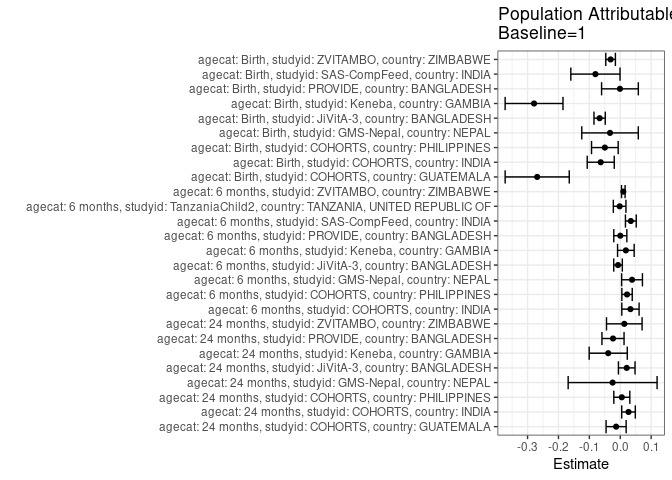 Population Attributable
Baseline=1
agecat: Birth, studyid: ZVITAMBO, country: ZIMBABWE
agecat: Birth, studyid: SAS-CompFeed, country: INDIA
agecat: Birth, studyid: PROVIDE, country: BANGLADESH
agecat: Birth, studyid: Keneba, country: GAMBIA
agecat: Birth, studyid: JiVitA-3, country: BANGLADESH
agecat: Birth, studyid: GMS-Nepal, country: NEPAL
agecat: Birth, studyid: COHORTS, country: PHILIPPINES
agecat: Birth, studyid: COHORTS, country: INDIA
agecat: Birth, studyid: COHORTS, country: GUATEMALA
agecat: 6 months, studyid: ZVITAMBO, country: ZIMBABWE
agecat: 6 months, studyid: TanzaniaChild2, country: TANZANIA, UNITED REPUBLIC OF
agecat: 6 months, studyid: SAS-CompFeed, country: INDIA
agecat: 6 months, studyid: PROVIDE, country: BANGLADESH
agecat: 6 months, studyid: Keneba, country: GAMBIA
agecat: 6 months, studyid: JiVitA-3, country: BANGLADESH
agecat: 6 months, studyid: GMS-Nepal, country: NEPAL
agecat: 6 months, studyid: COHORTS, country: PHILIPPINES
agecat: 6 months, studyid: COHORTS, country: INDIA
agecat: 24 months, studyid: ZVITAMBO, country: ZIMBABWE
agecat: 24 months, studyid: PROVIDE, country: BANGLADESH
agecat: 24 months, studyid: Keneba, country: GAMBIA
agecat: 24 months, studyid: JiVitA-3, country: BANGLADESH
agecat: 24 months, studyid: GMS-Nepal, country: NEPAL
agecat: 24 months, studyid: COHORTS, country: PHILIPPINES
agecat: 24 months, studyid: COHORTS, country: INDIA
agecat: 24 months, studyid: COHORTS, country: GUATEMALA
-0.3 -0.2 -0.1 0.0 0.1
Estimate